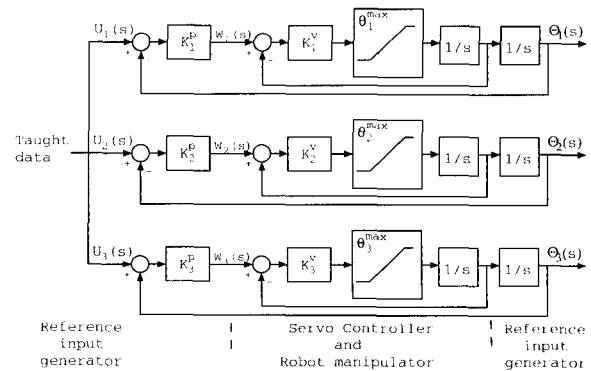 U₁(s) K₁ᵖ W₁(s) K₁ᵛ θ₁ᵐᵃˣ 1/s 1/s Θ₁(s)
+ + -
Taught
data
U₂(s) K₂ᵖ W₂(s) K₂ᵛ θ₂ᵐᵃˣ 1/s 1/s Θ₂(s)
+ - + -
U₃(s) K₃ᵖ W₃(s) K₃ᵛ θ₃ᵐᵃˣ 1/s 1/s Θ₃(s)
+ + -
Reference
input
generator
Servo Controller
and
Robot manipulator
Reference
input
generator